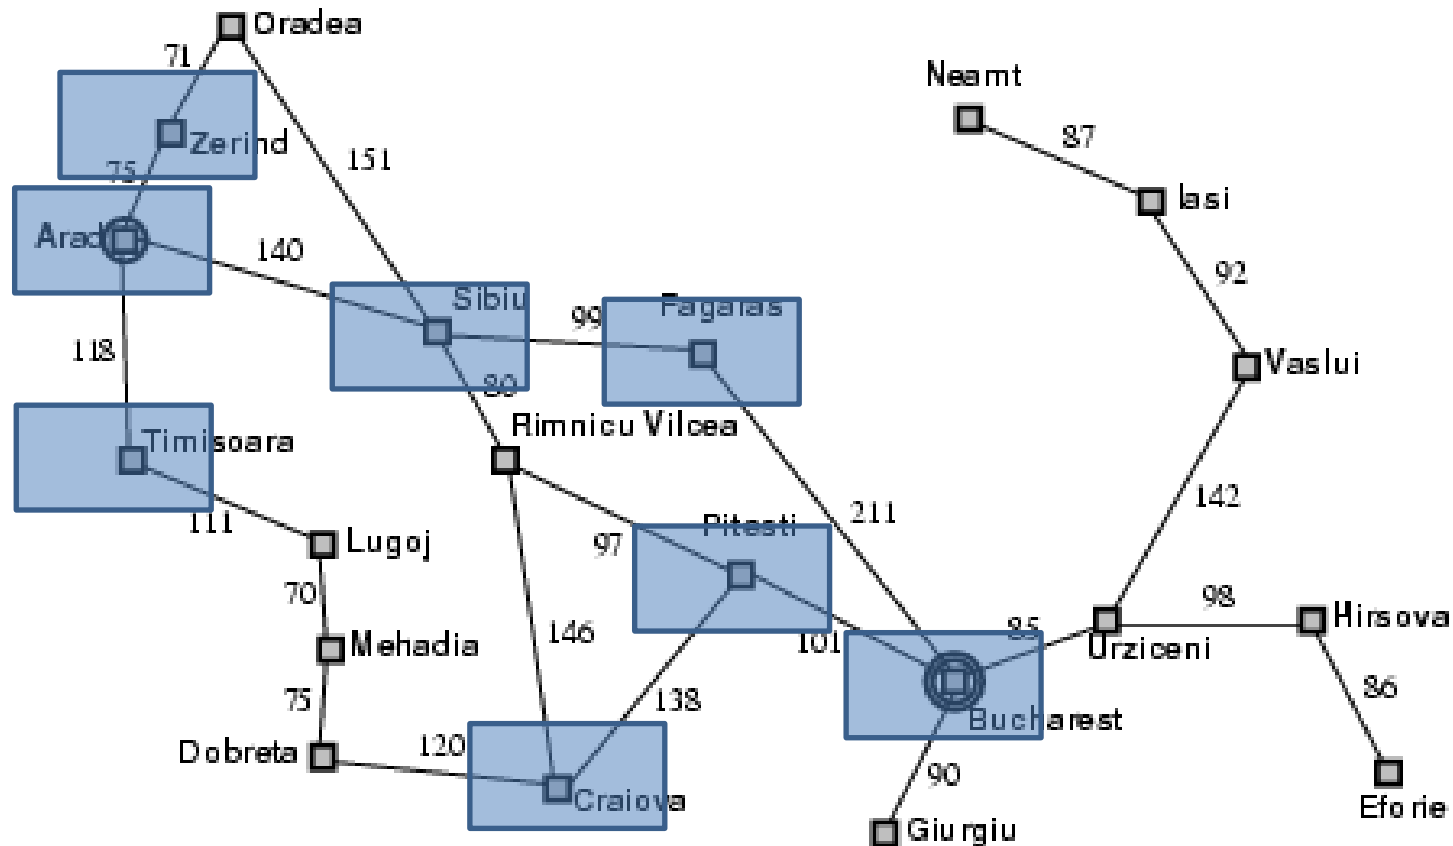 Oradea
71
Neamt
87
Zerind
75
151
Iasi
Arad
140
92
Sibiu
99
Fagaras
118
Vaslui
80
Rimnicu Vilcea
Timisoara
142
111
211
Pitesti
97
Lugoj
70
98
Hirsova
146
85
Mehadia
101
Urziceni
86
75
138
Bucharest
Dobreta
120
90
Craiova
Eforie
Giurgiu